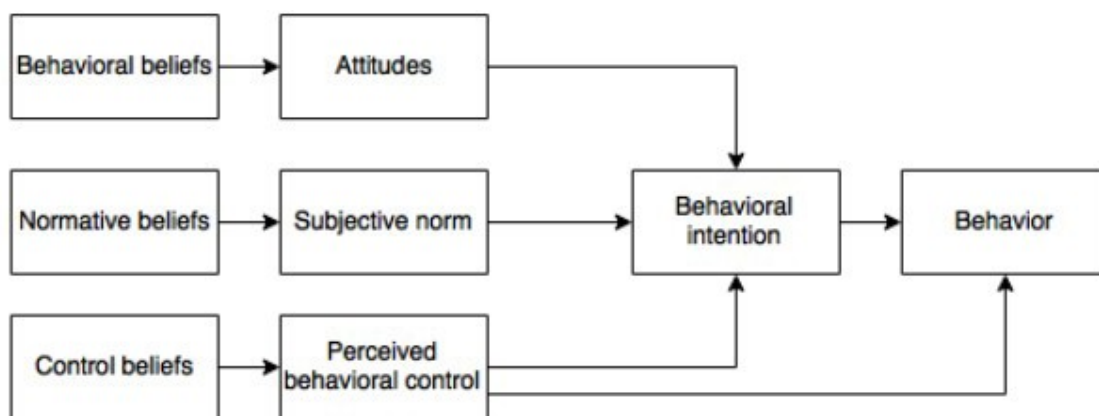 Behavioral beliefs
Attitudes
Normative beliefs
Subjective norm
Behavioral
intention
Behavior
Control beliefs
Perceived
behavioral control